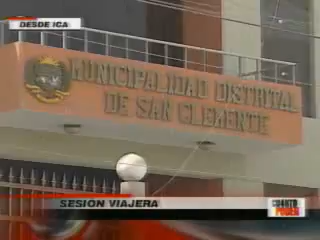 DESDE ICA
MUNICIPALIDAD DISTRITAL
DE SAN CLEMENTE
SESION VIAJERA
CUARTO
PODER